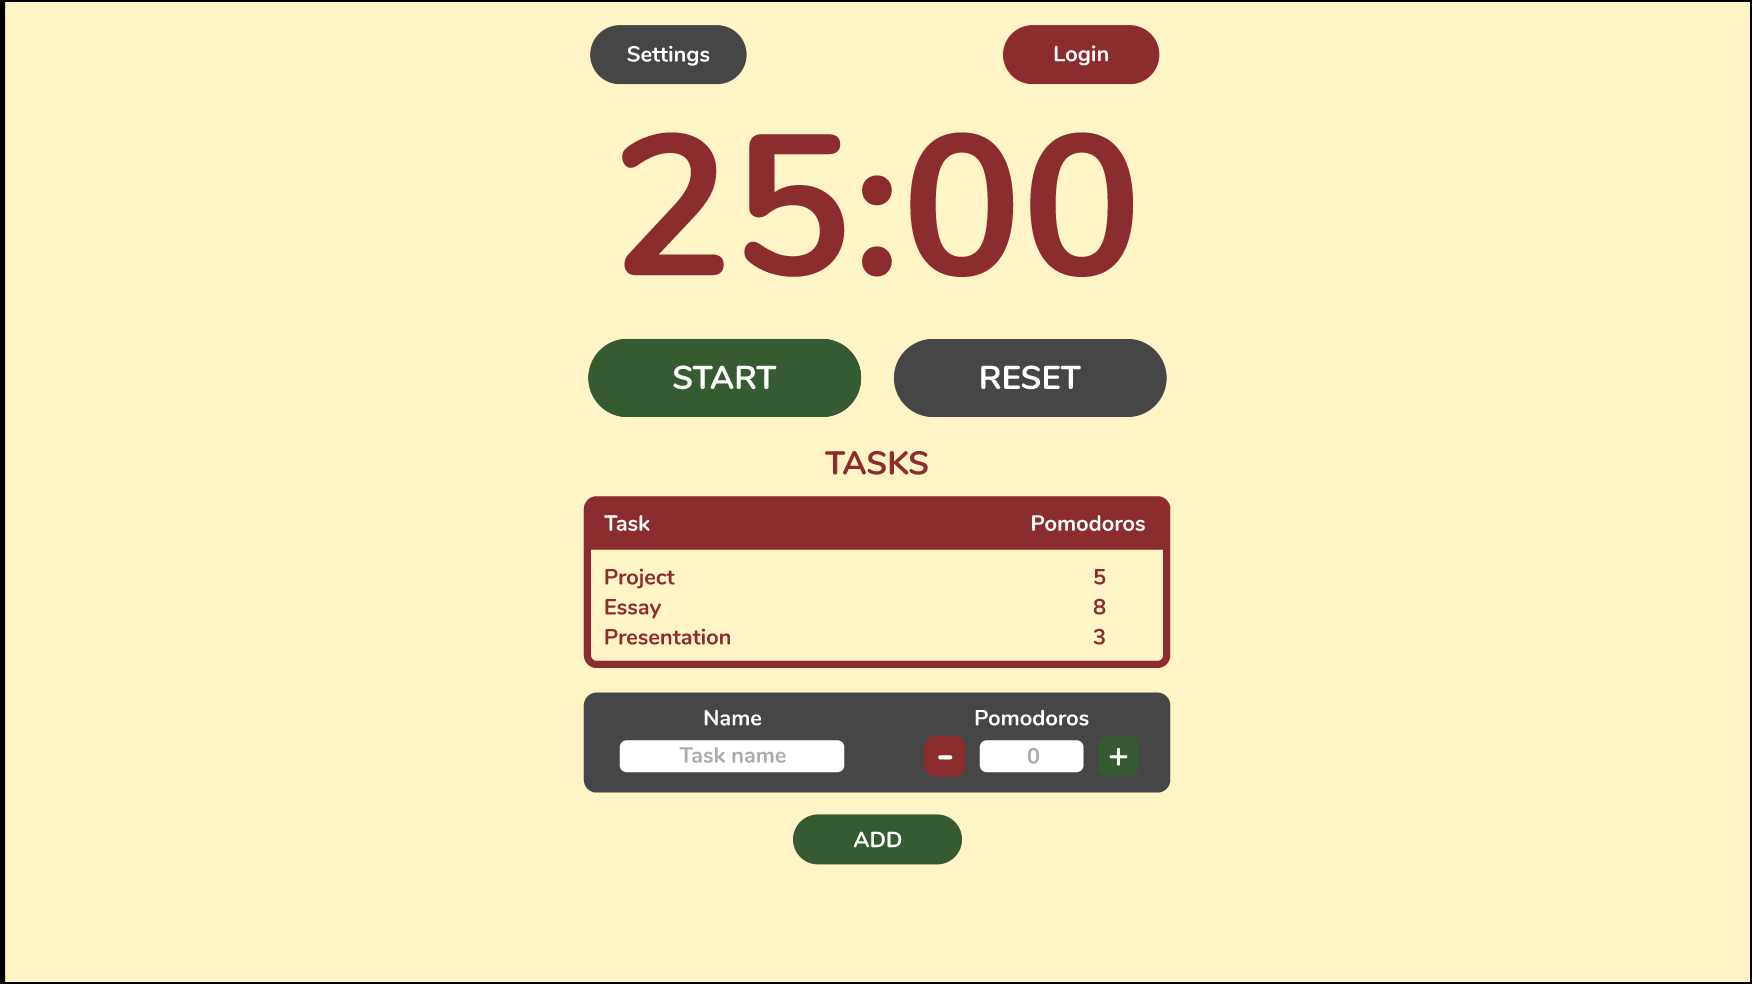 Settings Login
25:00
START RESET
TASKS
Task Pomodoros
Project 5
Essay 8
Presentation 3
Name Pomodoros
Task name - 0 +
ADD